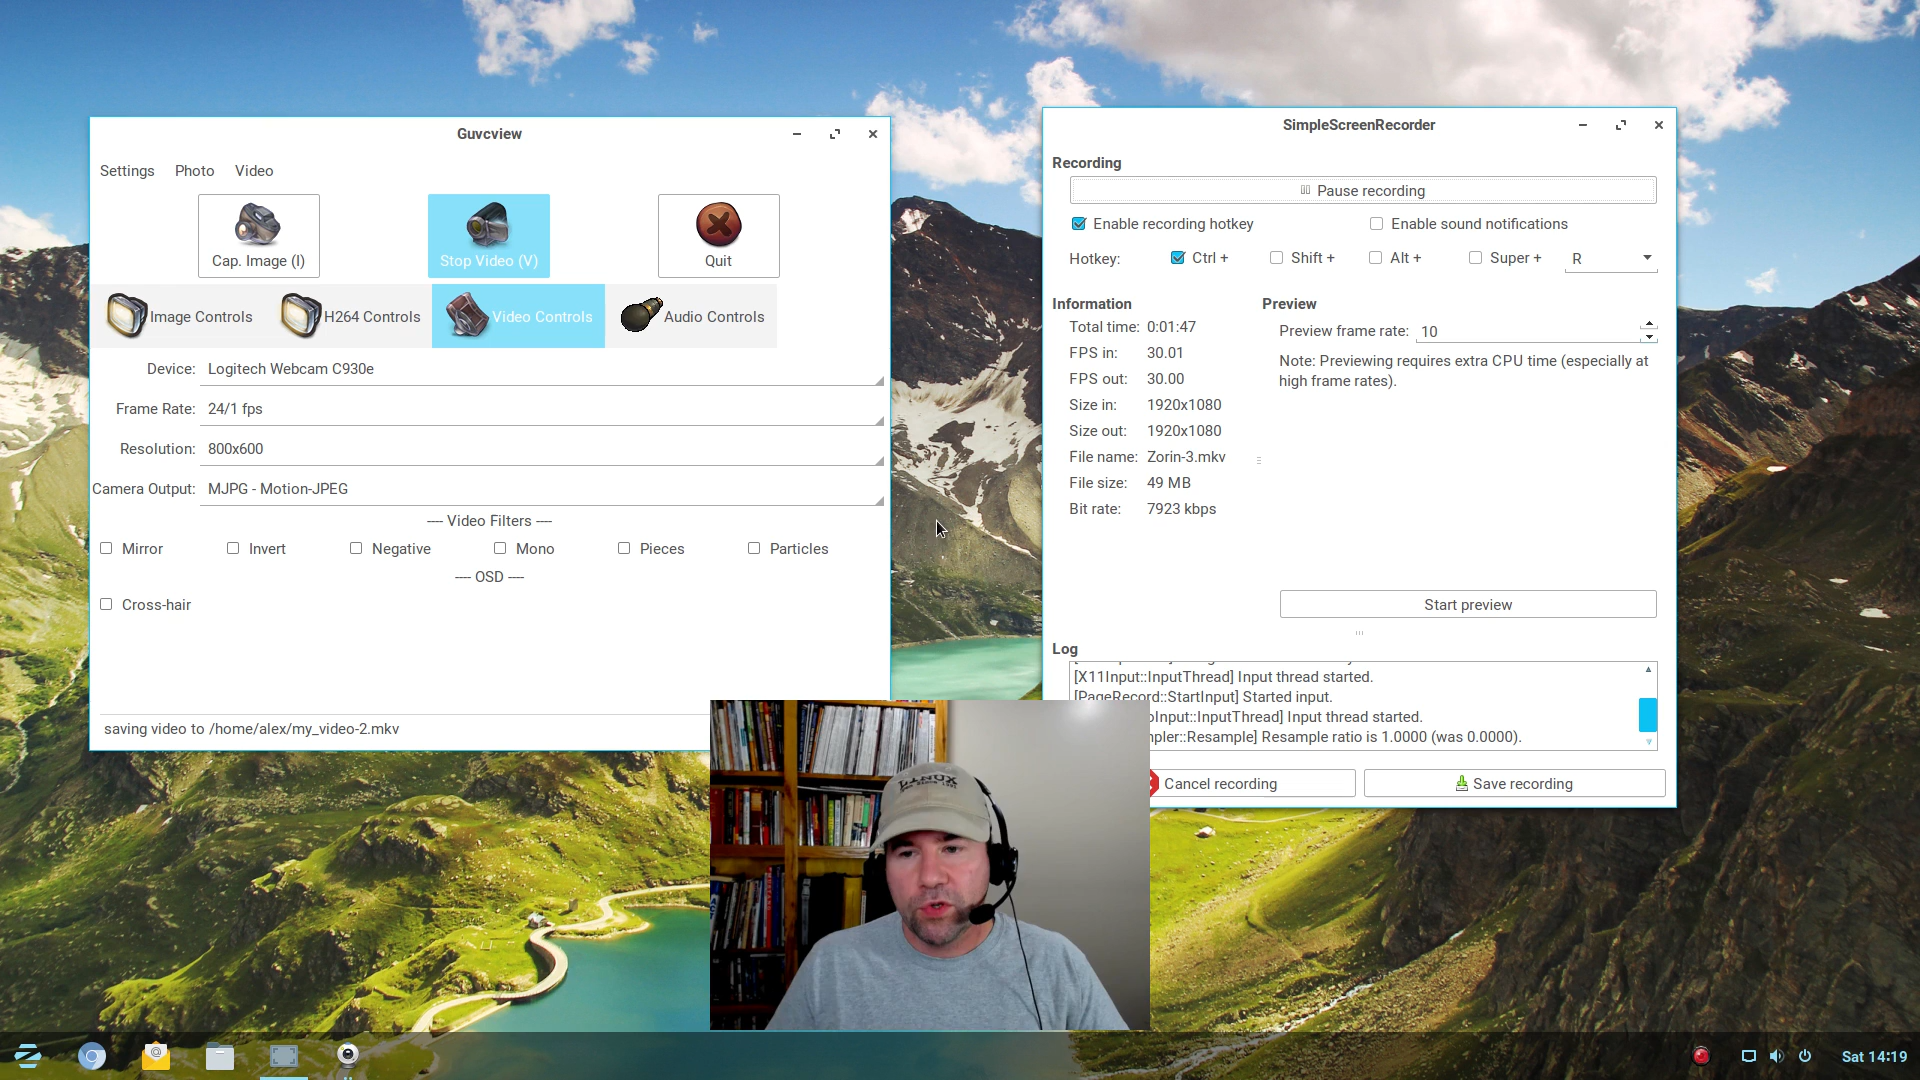 Guvcview
Settings Photo Video
Cap. Image (I) Stop Video (V) Quit
Image Controls H264 Controls Video Controls Audio Controls
Device: Logitech Webcam C930e
Frame Rate: 24/1 fps
Resolution: 800x600
Camera Output: MJPG - Motion-JPEG
---- Video Filters ----
Mirror Invert Negative Mono Pieces Particles
---- OSD ----
Cross-hair
saving video to /home/alex/my_video-2.mkv
SimpleScreenRecorder
Recording
Pause recording
Enable recording hotkey Enable sound notifications
Hotkey: Ctrl + Shift + Alt + Super + R
Information
Total time: 0:01:47
FPS in: 30.01
FPS out: 30.00
Size in: 1920x1080
Size out: 1920x1080
File name: Zorin-3.mkv
File size: 49 MB
Bit rate: 7923 kbps
Preview
Preview frame rate: 10
Note: Previewing requires extra CPU time (especially at
high frame rates).
Start preview
Log
[X11Input::InputThread] Input thread started.
[PageRecord::StartInput] Started input.
Input::InputThread] Input thread started.
::Resample] Resample ratio is 1.0000 (was 0.0000).
Cancel recording Save recording
LINUX
Sat 14:19